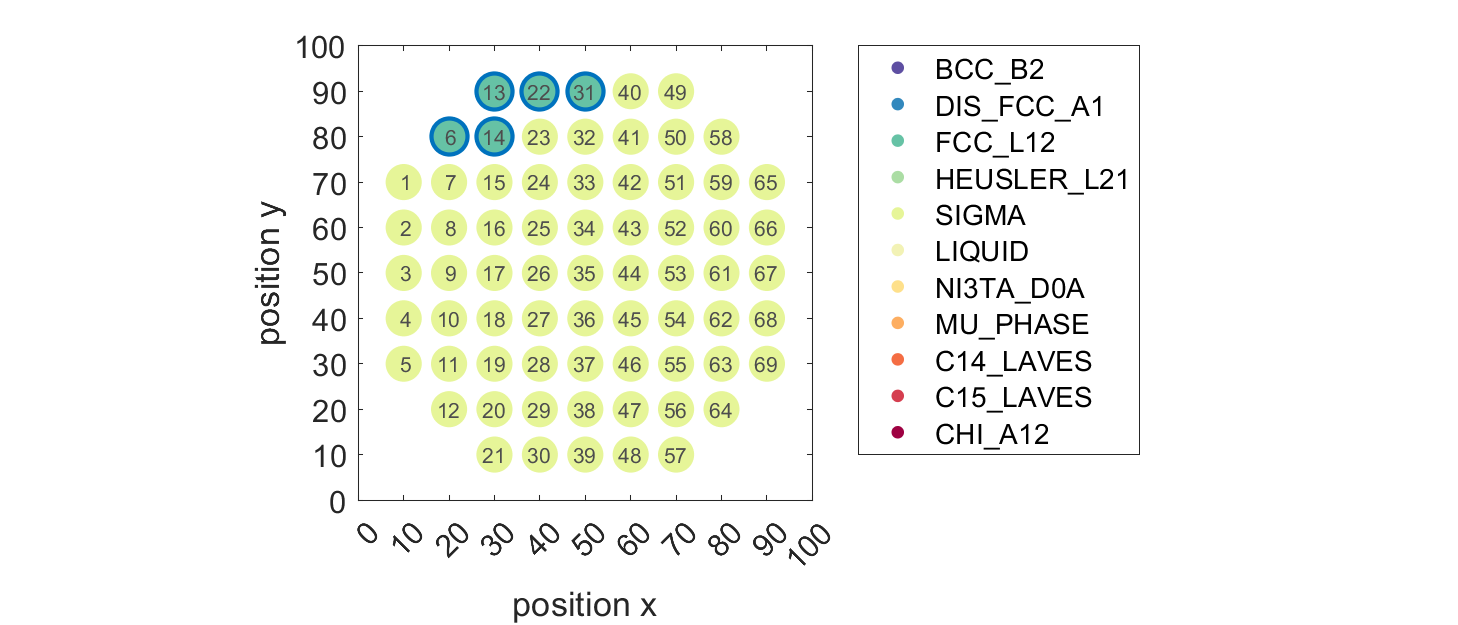 100
90
80
70
60
50
40
30
20
10
0
position y
13 22 31 40 49
6 14 23 32 41 50 58
1 7 15 24 33 42 51 59 65
2 8 16 25 34 43 52 60 66
3 9 17 26 35 44 53 61 67
4 10 18 27 36 45 54 62 68
5 11 19 28 37 46 55 63 69
12 20 29 38 47 56 64
21 30 39 48 57
0 10 20 30 40 50 60 70 80 90 100
position x
BCC_B2
DIS_FCC_A1
FCC_L12
HEUSLER_L21
SIGMA
LIQUID
NI3TA_D0A
MU_PHASE
C14_LAVES
C15_LAVES
CHI_A12